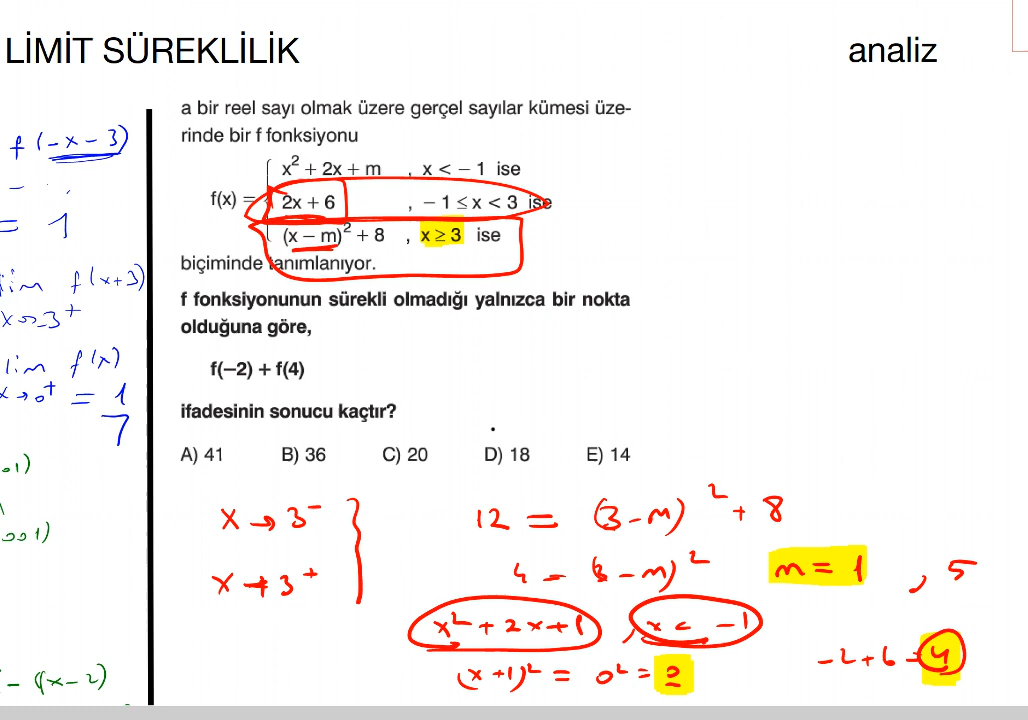 LİMİT SÜREKLİLİK
analiz
f (-x - 3)
= 1
lim f(x+3)
x→-3⁺
lim f(x)
x→0⁺ = 1
7
a bir reel sayı olmak üzere gerçel sayılar kümesi üze-
rinde bir f fonksiyonu
x² + 2x + m , x < − 1 ise
f(x) = 2x + 6 , − 1 ≤ x < 3 ise
(x − m)² + 8 , x ≥ 3 ise
biçiminde tanımlanıyor.
f fonksiyonunun sürekli olmadığı yalnızca bir nokta
olduğuna göre,
f(−2) + f(4)
ifadesinin sonucu kaçtır?
A) 41 B) 36 C) 20 D) 18 E) 14
x → 3⁻
x → 3⁺
12 = (3-m)² + 8
4 = (3-m)² m = 1 , 5
x² + 2x + 1 , x < -1
(x+1)² = 0² = -2+6 = 4
- (x-2)